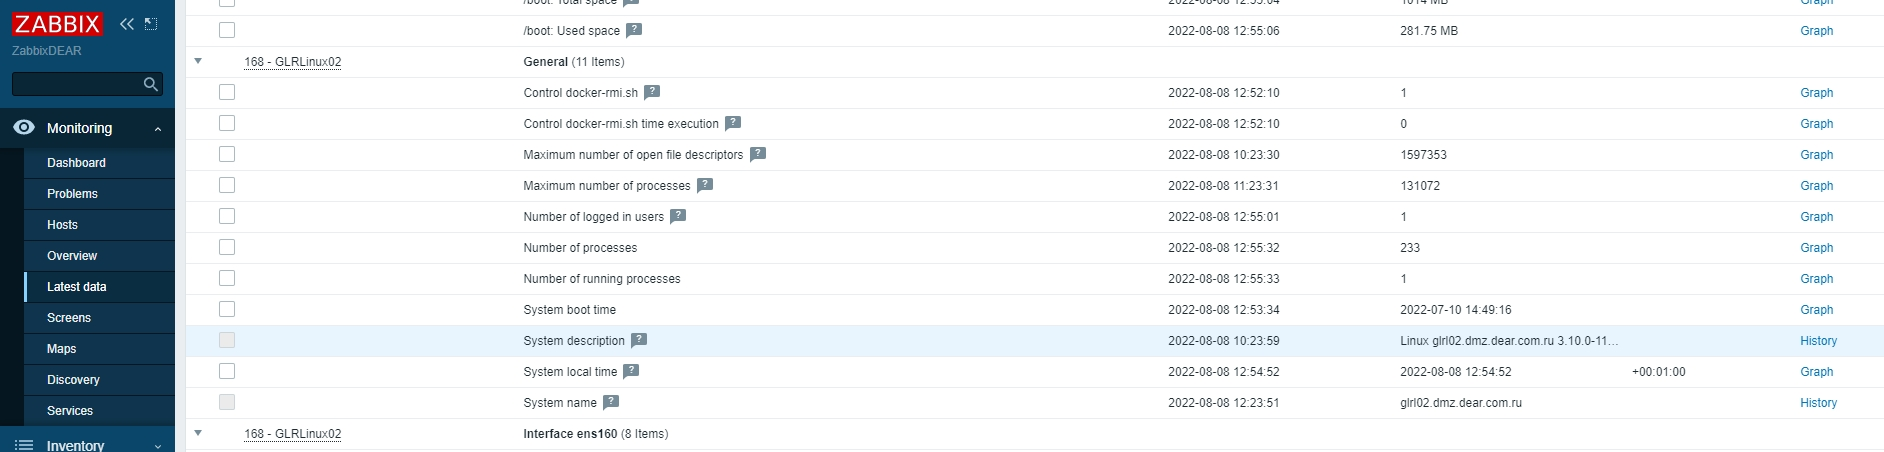 ZABBIX
ZabbixDEAR
Monitoring
Dashboard
Problems
Hosts
Overview
Latest data
Screens
Maps
Discovery
Services
Inventory
/boot: Total space ? 2022-08-08 12:55:04 1014 MB Graph
/boot: Used space ? 2022-08-08 12:55:06 281.75 MB Graph
168 - GLRLinux02 General (11 Items)
Control docker-rmi.sh ? 2022-08-08 12:52:10 1 Graph
Control docker-rmi.sh time execution ? 2022-08-08 12:52:10 0 Graph
Maximum number of open file descriptors ? 2022-08-08 10:23:30 1597353 Graph
Maximum number of processes ? 2022-08-08 11:23:31 131072 Graph
Number of logged in users ? 2022-08-08 12:55:01 1 Graph
Number of processes 2022-08-08 12:55:32 233 Graph
Number of running processes 2022-08-08 12:55:33 1 Graph
System boot time 2022-08-08 12:53:34 2022-07-10 14:49:16 Graph
System description ? 2022-08-08 10:23:59 Linux glrl02.dmz.dear.com.ru 3.10.0-11... History
System local time ? 2022-08-08 12:54:52 2022-08-08 12:54:52 +00:01:00 Graph
System name ? 2022-08-08 12:23:51 glrl02.dmz.dear.com.ru History
168 - GLRLinux02 Interface ens160 (8 Items)